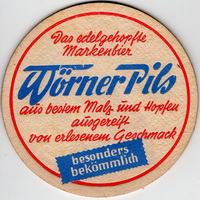 Das edelgehopfte
Markenbier
Wörner Pils
aus bestem Malz und Hopfen
ausgereift
von erlesenem Geschmack
besonders
bekömmlich